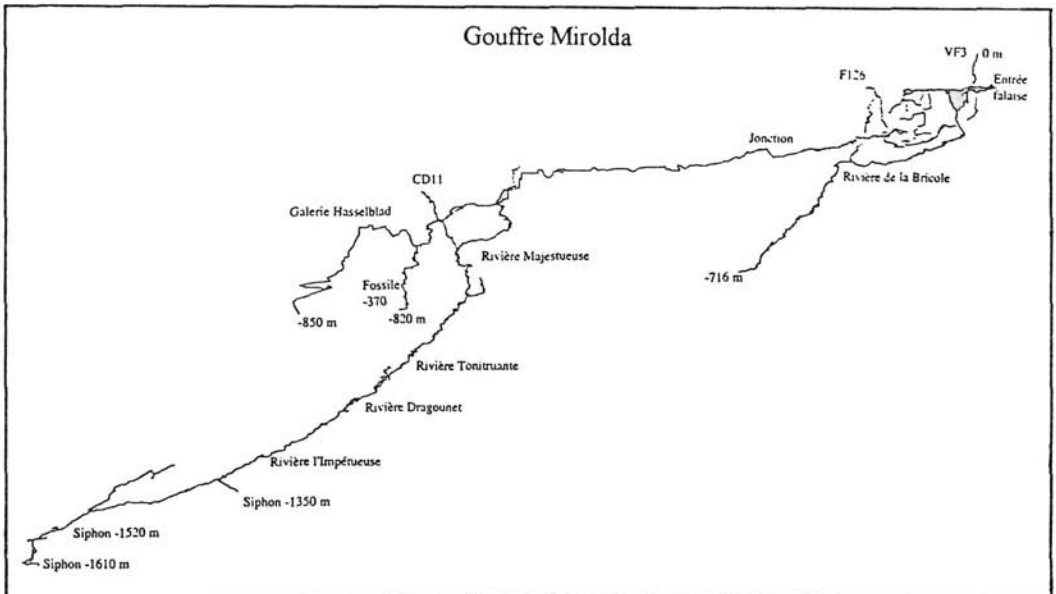 Gouffre Mirolda
VF3
0 m
F126
Entrée
falaise
Jonction
Rivière de la Bricole
CD11
Galerie Hasselblad
Rivière Majestueuse
-716 m
Fossile
-370
-820 m
-850 m
Rivière Tonitruante
Rivière Dragounet
Rivière l'Impétueuse
Siphon -1350 m
Siphon -1520 m
Siphon -1610 m